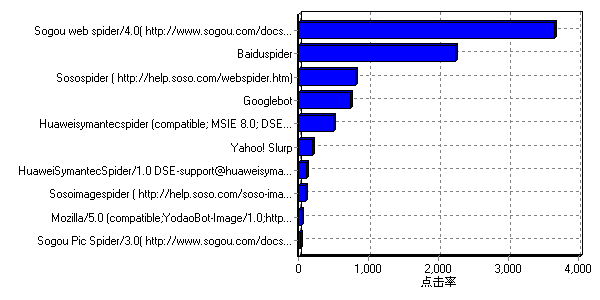 Sogou web spider/4.0( http://www.sogou.com/docs...
Baiduspider
Sosospider ( http://help.soso.com/webspider.htm)
Googlebot
Huaweisymantecspider (compatible; MSIE 8.0; DSE...
Yahoo! Slurp
HuaweiSymantecSpider/1.0 DSE-support@huaweisyma...
Sosoimagespider ( http://help.soso.com/soso-ima...
Mozilla/5.0 (compatible;YodaoBot-Image/1.0;http...
Sogou Pic Spider/3.0( http://www.sogou.com/docs...
0 1,000 2,000 3,000 4,000
点击率